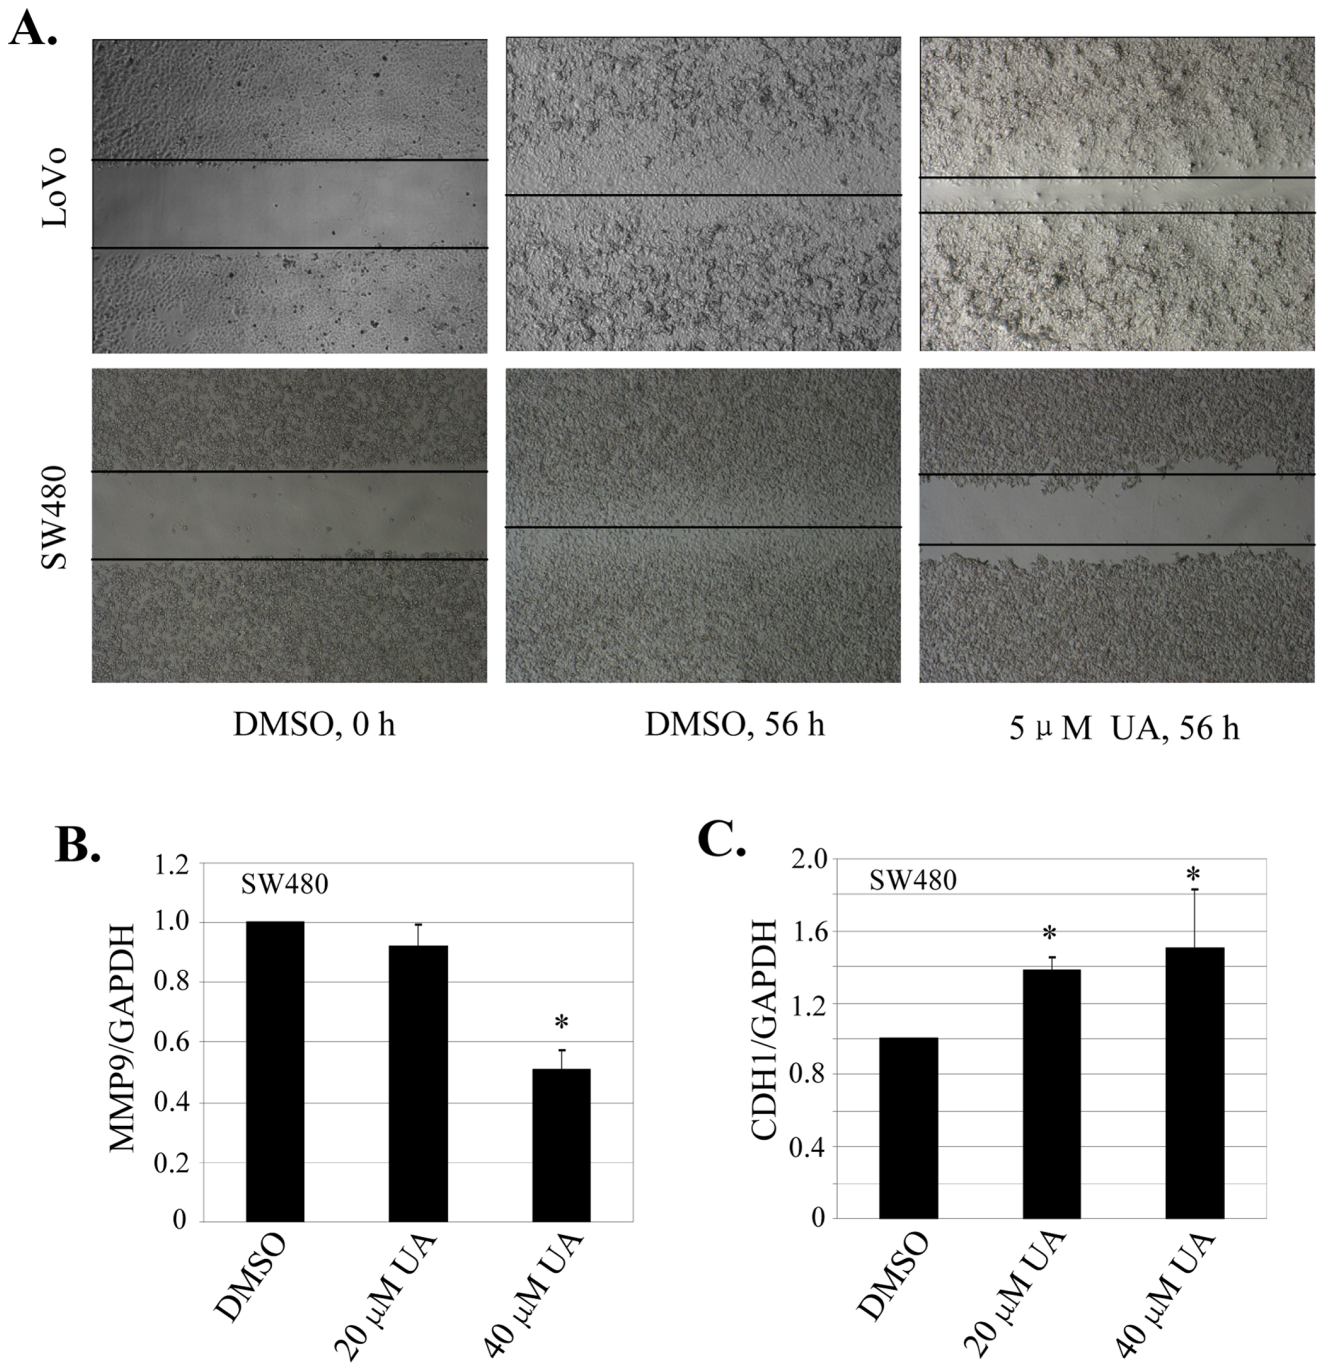 A.
LoVo
SW480
DMSO, 0 h
DMSO, 56 h
5 μM UA, 56 h
B.
1.2
1.0
0.8
0.6
0.4
0.2
0
MMP9/GAPDH
SW480
*
DMSO
20 μM UA
40 μM UA
C.
2.0
1.6
1.2
0.8
0.4
0
CDH1/GAPDH
SW480
*
*
DMSO
20 μM UA
40 μM UA